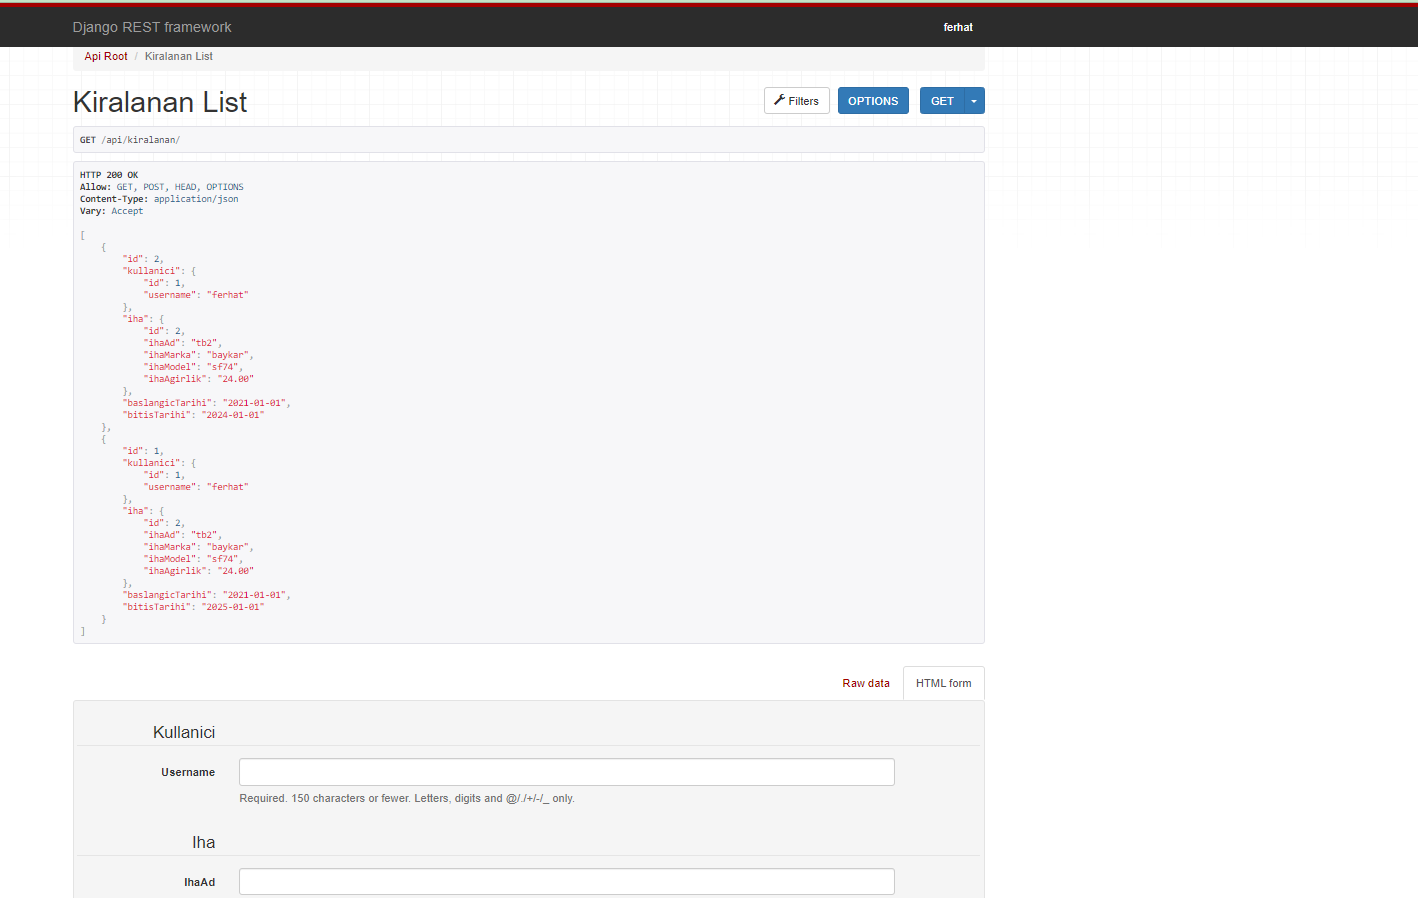 Django REST framework
ferhat
Api Root / Kiralanan List
Kiralanan List
Filters
OPTIONS
GET
GET /api/kiralanan/
HTTP 200 OK
Allow: GET, POST, HEAD, OPTIONS
Content-Type: application/json
Vary: Accept
[
    {
        "id": 2,
        "kullanici": {
            "id": 1,
            "username": "ferhat"
        },
        "iha": {
            "id": 2,
            "ihaAd": "tb2",
            "ihaMarka": "baykar",
            "ihaModel": "sf74",
            "ihaAgirlik": "24.00"
        },
        "baslangicTarihi": "2021-01-01",
        "bitisTarihi": "2024-01-01"
    },
    {
        "id": 1,
        "kullanici": {
            "id": 1,
            "username": "ferhat"
        },
        "iha": {
            "id": 2,
            "ihaAd": "tb2",
            "ihaMarka": "baykar",
            "ihaModel": "sf74",
            "ihaAgirlik": "24.00"
        },
        "baslangicTarihi": "2021-01-01",
        "bitisTarihi": "2025-01-01"
    }
]
Raw data
HTML form
Kullanici
Username
Required. 150 characters or fewer. Letters, digits and @/./+/-/_ only.
Iha
IhaAd